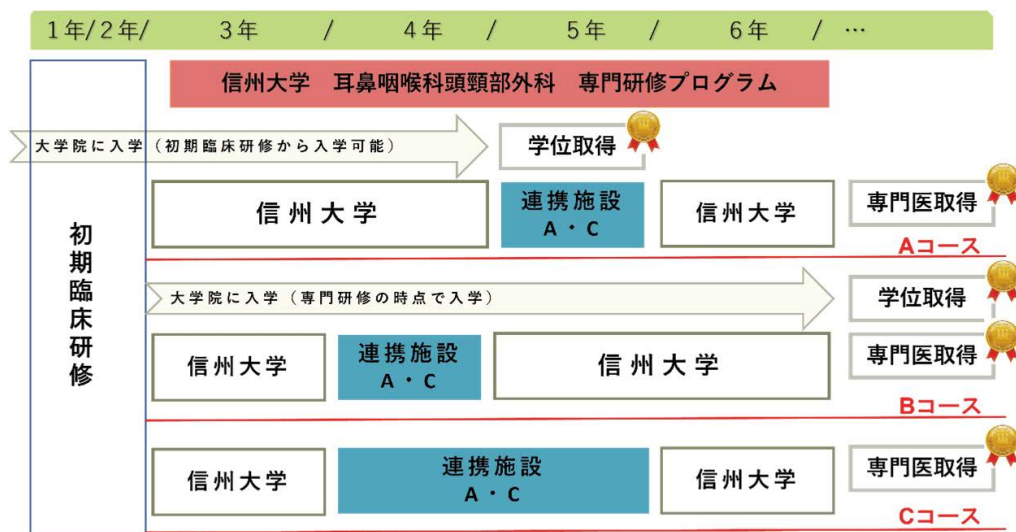 1年/2年/ 3年 / 4年 / 5年 / 6年 / …
信州大学 耳鼻咽喉科頭頸部外科 専門研修プログラム
初期臨床研修
大学院に入学（初期臨床研修から入学可能）
学位取得
信州大学
連携施設
A・C
信州大学
専門医取得
Aコース
大学院に入学（専門研修の時点で入学）
学位取得
信州大学
連携施設
A・C
信州大学
専門医取得
Bコース
信州大学
連携施設
A・C
信州大学
専門医取得
Cコース